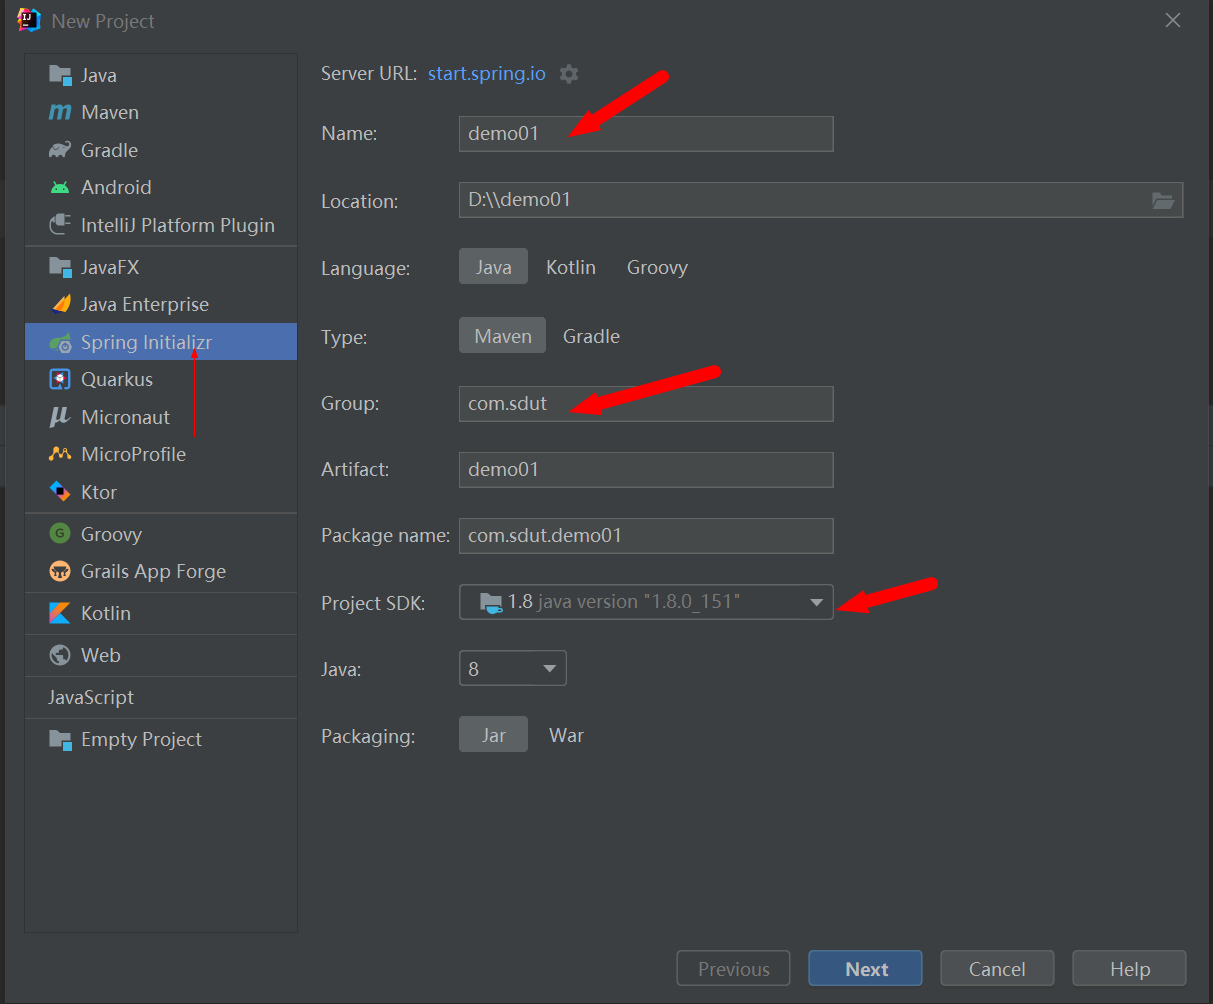 New Project
Java
Maven
Gradle
Android
IntelliJ Platform Plugin
JavaFX
Java Enterprise
Spring Initializr
Quarkus
Micronaut
MicroProfile
Ktor
Groovy
Grails App Forge
Kotlin
Web
JavaScript
Empty Project
Server URL: start.spring.io
Name: demo01
Location: D:\\demo01
Language: Java Kotlin Groovy
Type: Maven Gradle
Group: com.sdut
Artifact: demo01
Package name: com.sdut.demo01
Project SDK: 1.8 java version "1.8.0_151"
Java: 8
Packaging: Jar War
Previous Next Cancel Help